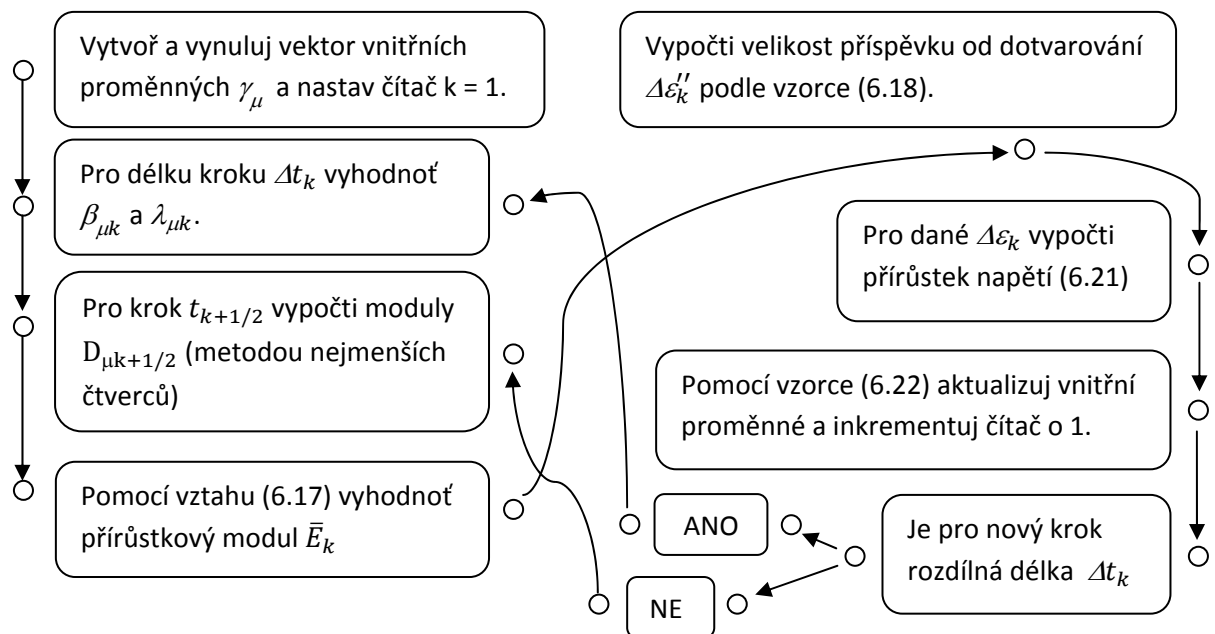 Vytvoř a vynuluj vektor vnitřních
proměnných γ_μ a nastav čítač k = 1.
Pro délku kroku Δt_k vyhodnoť
β_μk a λ_μk.
Pro krok t_{k+1/2} vypočti moduly
D_{μk+1/2} (metodou nejmenších
čtverců)
Pomocí vztahu (6.17) vyhodnoť
přírůstkový modul Ē_k
Vypočti velikost příspěvku od dotvarování
Δε''_k podle vzorce (6.18).
Pro dané Δε_k vypočti
přírůstek napětí (6.21)
Pomocí vzorce (6.22) aktualizuj vnitřní
proměnné a inkrementuj čítač o 1.
Je pro nový krok
rozdílná délka Δt_k
ANO
NE